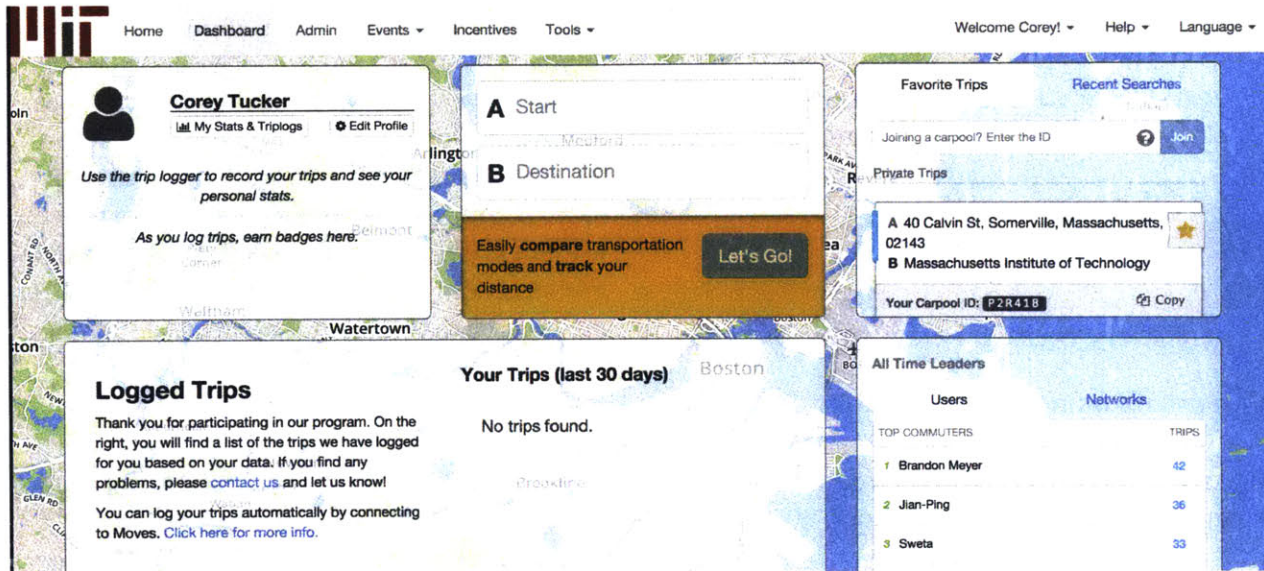 MIT
Home Dashboard Admin Events Incentives Tools Welcome Corey! Help Language
Corey Tucker
My Stats & Triplogs Edit Profile
Use the trip logger to record your trips and see your
personal stats.
As you log trips, earn badges here.
A Start
B Destination
Easily compare transportation
modes and track your
distance
Let's Go!
Favorite Trips Recent Searches
Joining a carpool? Enter the ID ? Join
Private Trips
A 40 Calvin St, Somerville, Massachusetts,
02143
B Massachusetts Institute of Technology
Your Carpool ID: P2R418 Copy
Logged Trips
Thank you for participating in our program. On the
right, you will find a list of the trips we have logged
for you based on your data. If you find any
problems, please contact us and let us know!
You can log your trips automatically by connecting
to Moves. Click here for more info.
Your Trips (last 30 days)
No trips found.
All Time Leaders
Users Networks
TOP COMMUTERS TRIPS
1 Brandon Meyer 42
2 Jian-Ping 36
3 Sweta 33
Medford
Belmont
Waltham
Watertown
Boston
Brookline
CONANT RD
GLEN RD